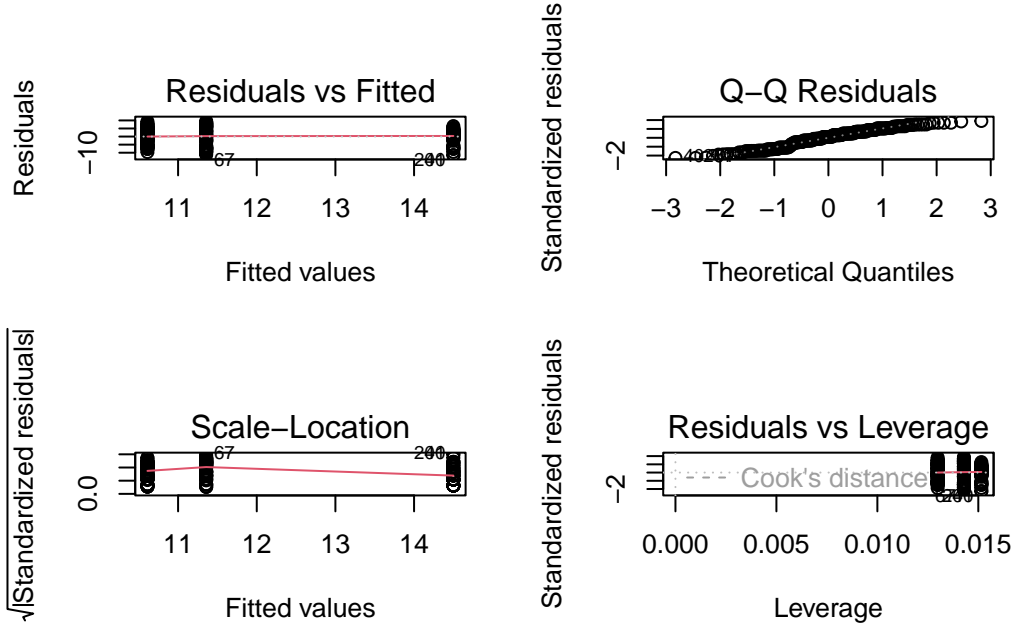 Residuals vs Fitted
Residuals
−10
67
11 12 13 14
Fitted values
Q−Q Residuals
Standardized residuals
−2
−3 −2 −1 0 1 2 3
Theoretical Quantiles
Scale−Location
√|Standardized residuals|
0.0
67
11 12 13 14
Fitted values
Residuals vs Leverage
Standardized residuals
−2
Cook's distance
0.000 0.005 0.010 0.015
Leverage